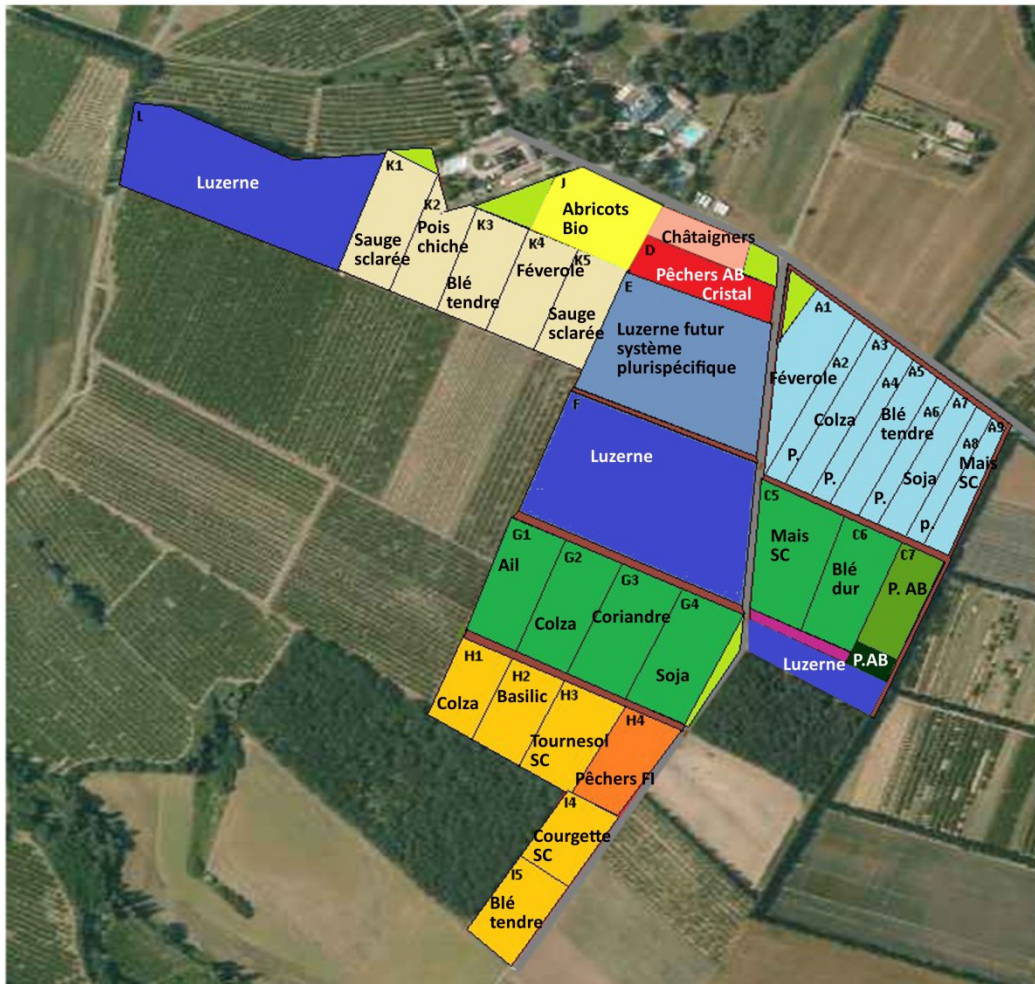 L
Luzerne
K1
Sauge
sclarée
K2
Pois
chiche
K3
Blé
tendre
K4
Féverole
K5
Sauge
sclarée
J
Abricots
Bio
Châtaigners
D
Pêchers AB
Cristal
E
Luzerne futur
système
plurispécifique
F
Luzerne
A1
Féverole
A2
P.
A3
Colza
A4
P.
A5
Blé
tendre
A6
P.
A7
Soja
A8
p.
A9
Mais
SC
C5
Mais
SC
C6
Blé
dur
C7
P. AB
P.AB
Luzerne
G1
Ail
G2
Colza
G3
Coriandre
G4
Soja
H1
Colza
H2
Basilic
H3
Tournesol
SC
H4
Pêchers FI
I4
Courgette
SC
I5
Blé
tendre